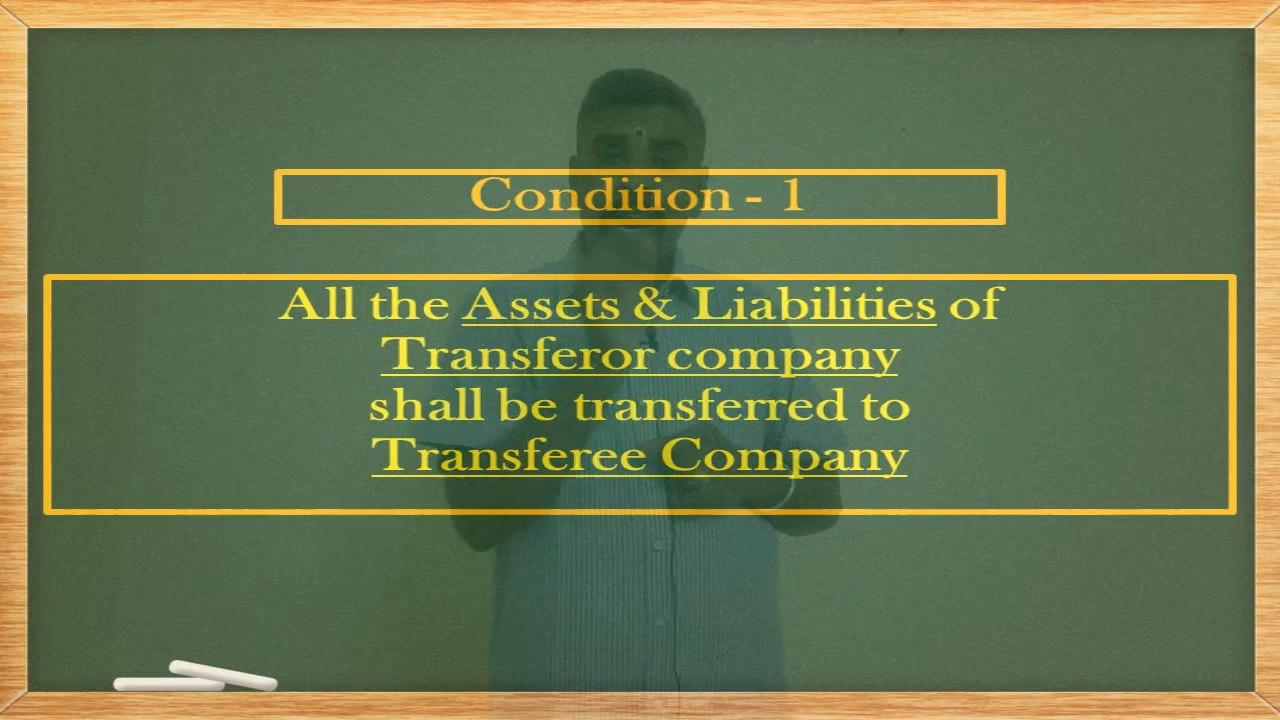 Condition - 1
All the Assets & Liabilities of
Transferor company
shall be transferred to
Transferee Company